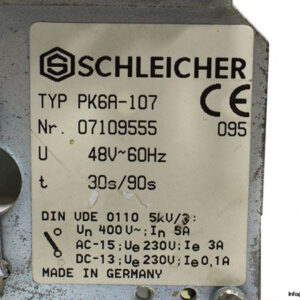 SCHLEICHER
TYP PK6A-107 CE
Nr. 07109555 095
U 48V~60Hz
t 30s/90s
DIN VDE 0110 5kV/3:
Un 400V~; In 5A
AC-15; Ue 230V; Ie 3A
DC-13; Ue 230V; Ie 0,1A
MADE IN GERMANY